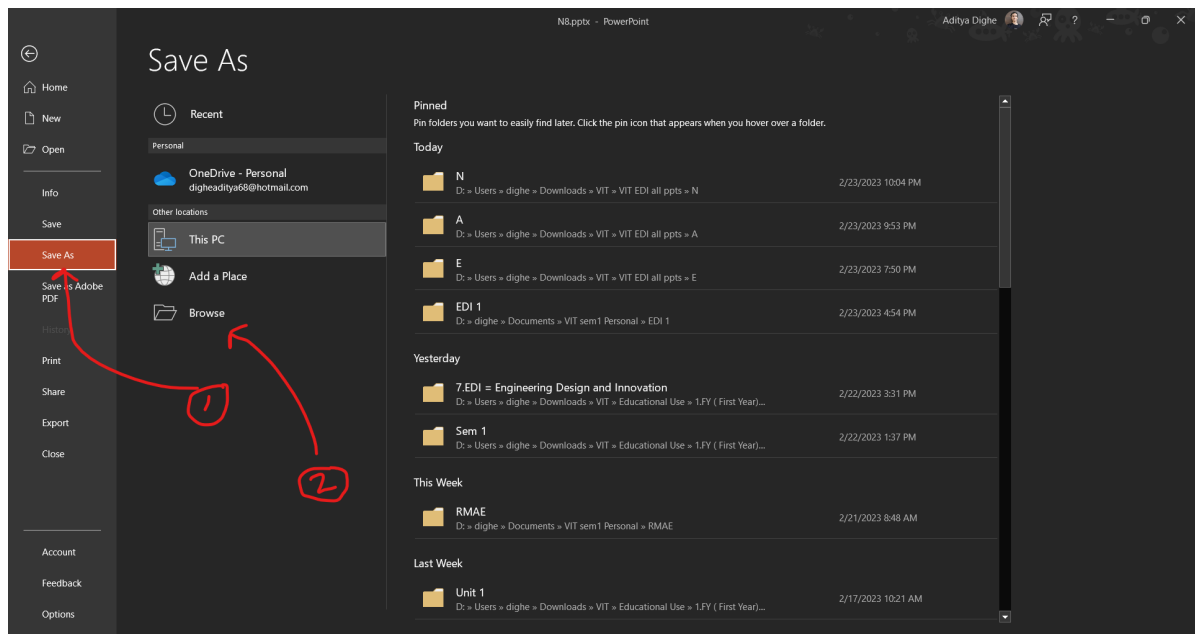 N8.pptx - PowerPoint
Aditya Dighe
?
Save As
Home
New
Open
Info
Save
Save As
Save as Adobe
PDF
History
Print
Share
Export
Close
Account
Feedback
Options
Recent
Personal
OneDrive - Personal
digheaditya68@hotmail.com
Other locations
This PC
Add a Place
Browse
1
2
Pinned
Pin folders you want to easily find later. Click the pin icon that appears when you hover over a folder.
Today
N
D: » Users » dighe » Downloads » VIT » VIT EDI all ppts » N
2/23/2023 10:04 PM
A
D: » Users » dighe » Downloads » VIT » VIT EDI all ppts » A
2/23/2023 9:53 PM
E
D: » Users » dighe » Downloads » VIT » VIT EDI all ppts » E
2/23/2023 7:50 PM
EDI 1
D: » dighe » Documents » VIT sem1 Personal » EDI 1
2/23/2023 4:54 PM
Yesterday
7.EDI = Engineering Design and Innovation
D: » Users » dighe » Downloads » VIT » Educational Use » 1.FY ( First Year)...
2/22/2023 3:31 PM
Sem 1
D: » Users » dighe » Downloads » VIT » Educational Use » 1.FY ( First Year)...
2/22/2023 1:37 PM
This Week
RMAE
D: » dighe » Documents » VIT sem1 Personal » RMAE
2/21/2023 8:48 AM
Last Week
Unit 1
D: » Users » dighe » Downloads » VIT » Educational Use » 1.FY ( First Year)...
2/17/2023 10:21 AM